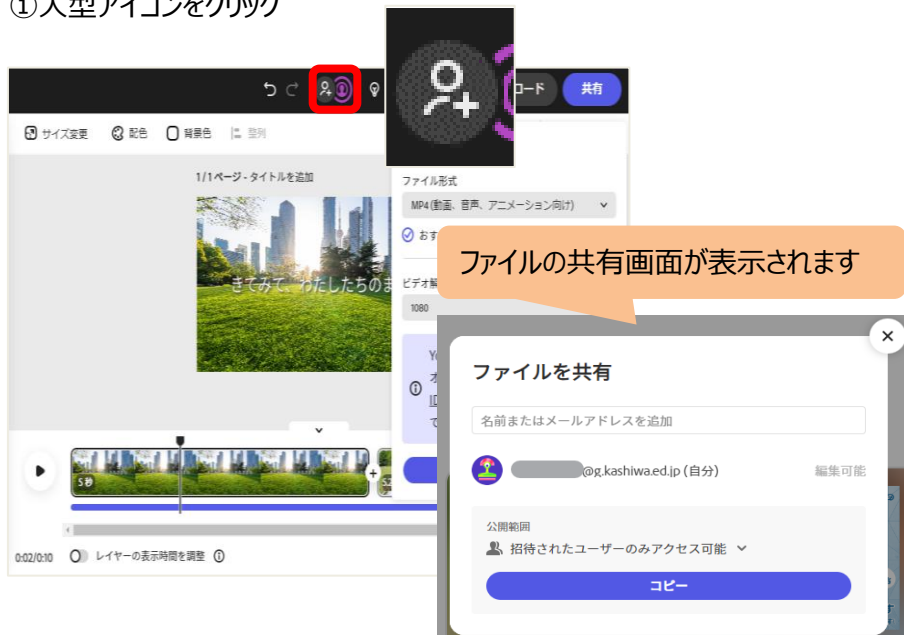 ①人型アイコンをクリック
ード
共有
サイズ変更
配色
背景色
整列
1/1ページ - タイトルを追加
きてみて、わたしたちのま
ファイル形式
MP4(動画、音声、アニメーション向け)
おす
ビデオ解
1080
ファイルの共有画面が表示されます
ファイルを共有
名前またはメールアドレスを追加
@g.kashiwa.ed.jp (自分)
編集可能
公開範囲
招待されたユーザーのみアクセス可能
コピー
5秒
0:02/0:10
レイヤーの表示時間を調整